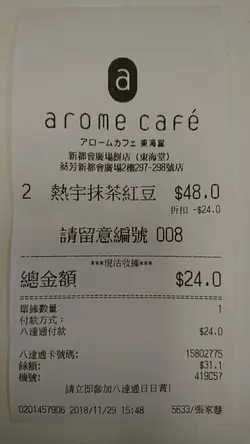 a
arome café
アロームカフェ 東海堂
新都會廣場餅店 (東海堂)
葵芳新都會廣場2樓297-298號店
2 熱宇抹茶紅豆 $48.0
折扣 -$24.0
請留意編號 008
***現沽收據***
總金額 $24.0
單據數量 1
付款方式:
八達通付款 $24.0
八達通卡號碼: 15802775
餘額: $31.1
機號: 419C57
請立即參加八達通日日賞!
0201457906 2018/11/29 15:48 5633/張家慧